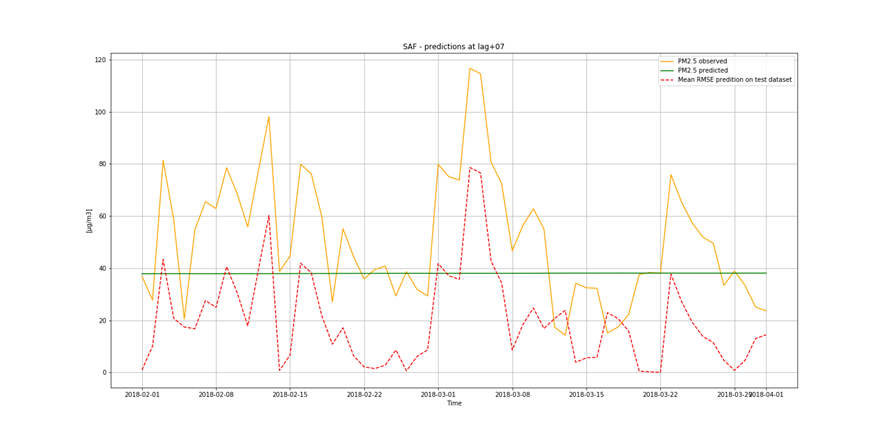 SAF - predictions at lag+07
PM2.5 observed
PM2.5 predicted
Mean RMSE predition on test dataset
120
100
80
60
40
20
0
[µg/m3]
2018-02-01 2018-02-08 2018-02-15 2018-02-22 2018-03-01 2018-03-08 2018-03-15 2018-03-22 2018-03-29 2018-04-01
Time